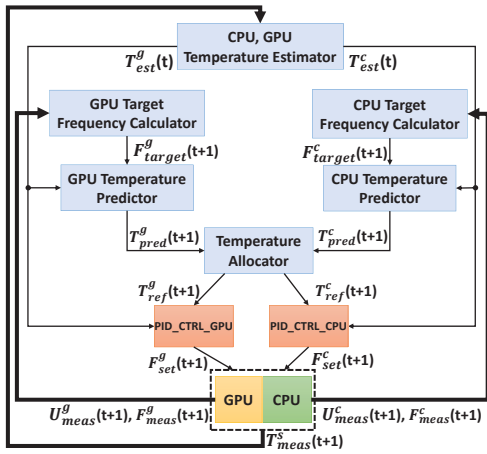 CPU, GPU
Temperature Estimator
T^g_est(t)
T^c_est(t)
GPU Target
Frequency Calculator
CPU Target
Frequency Calculator
F^g_target(t+1)
F^c_target(t+1)
GPU Temperature
Predictor
CPU Temperature
Predictor
T^g_pred(t+1)
Temperature
Allocator
T^c_pred(t+1)
T^g_ref(t+1)
T^c_ref(t+1)
PID_CTRL_GPU
PID_CTRL_CPU
F^g_set(t+1)
F^c_set(t+1)
GPU
CPU
U^g_meas(t+1), F^g_meas(t+1)
U^c_meas(t+1), F^c_meas(t+1)
T^s_meas(t+1)